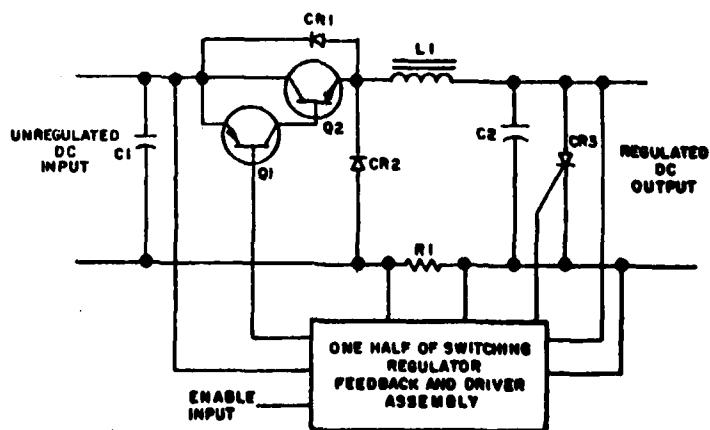 CR1
L1
Q2
UNREGULATED
DC
INPUT
C1
Q1
CR2
C2
CR3
REGULATED
DC
OUTPUT
R1
ONE HALF OF SWITCHING
REGULATOR
FEEDBACK AND DRIVER
ASSEMBLY
ENABLE
INPUT